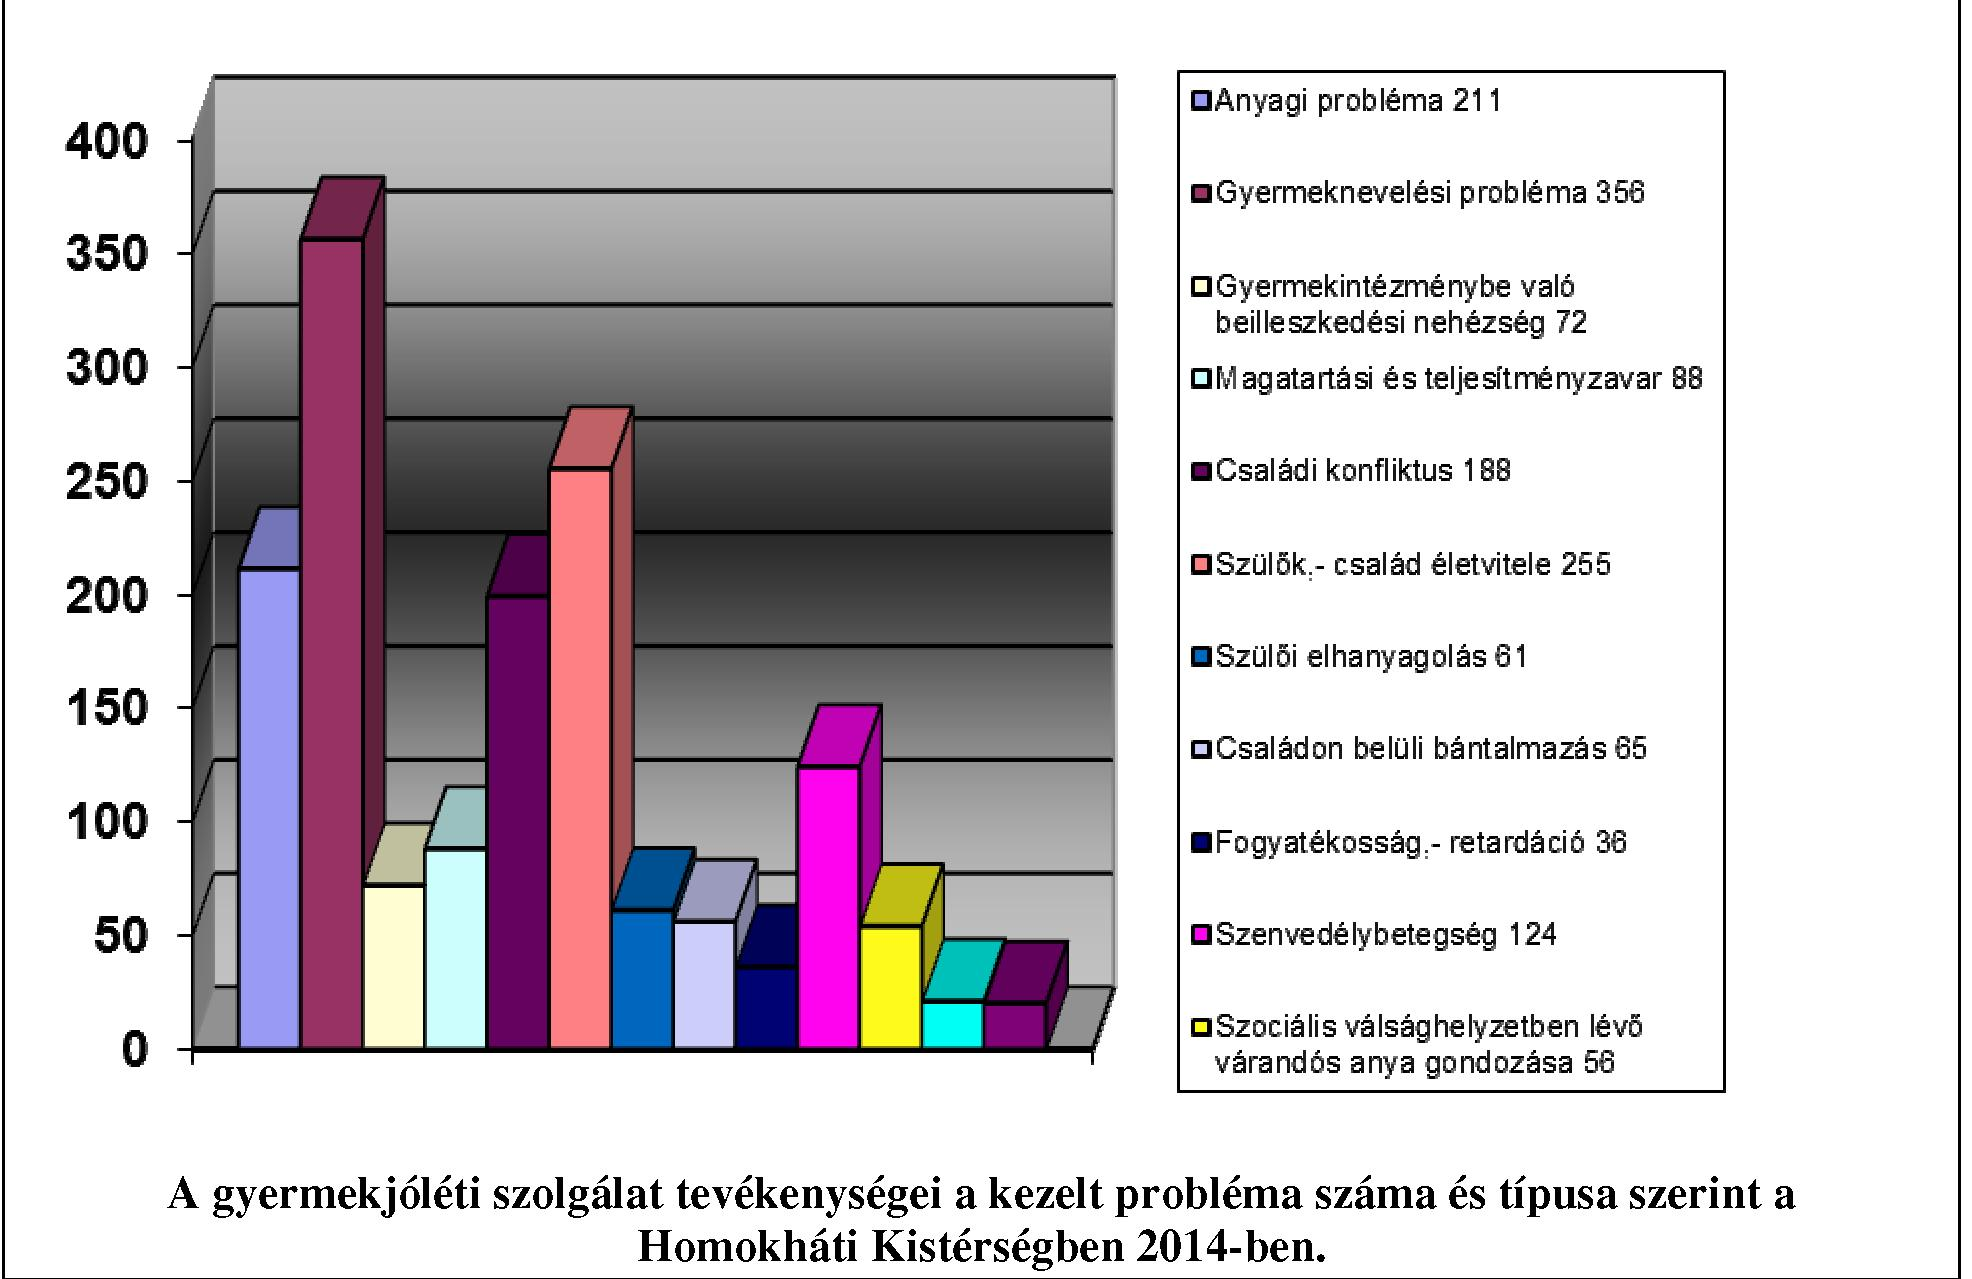 400
350
300
250
200
150
100
50
0
Anyagi probléma 211
Gyermeknevelési probléma 356
Gyermekintézménybe való
beilleszkedési nehézség 72
Magatartási és teljesítményzavar 88
Családi konfliktus 188
Szülők,- család életvitele 255
Szülői elhanyagolás 61
Családon belüli bántalmazás 65
Fogyatékosság,- retardáció 36
Szenvedélybetegség 124
Szociális válsághelyzetben lévő
várandós anya gondozása 56
A gyermekjóléti szolgálat tevékenységei a kezelt probléma száma és típusa szerint a
Homokháti Kistérségben 2014-ben.